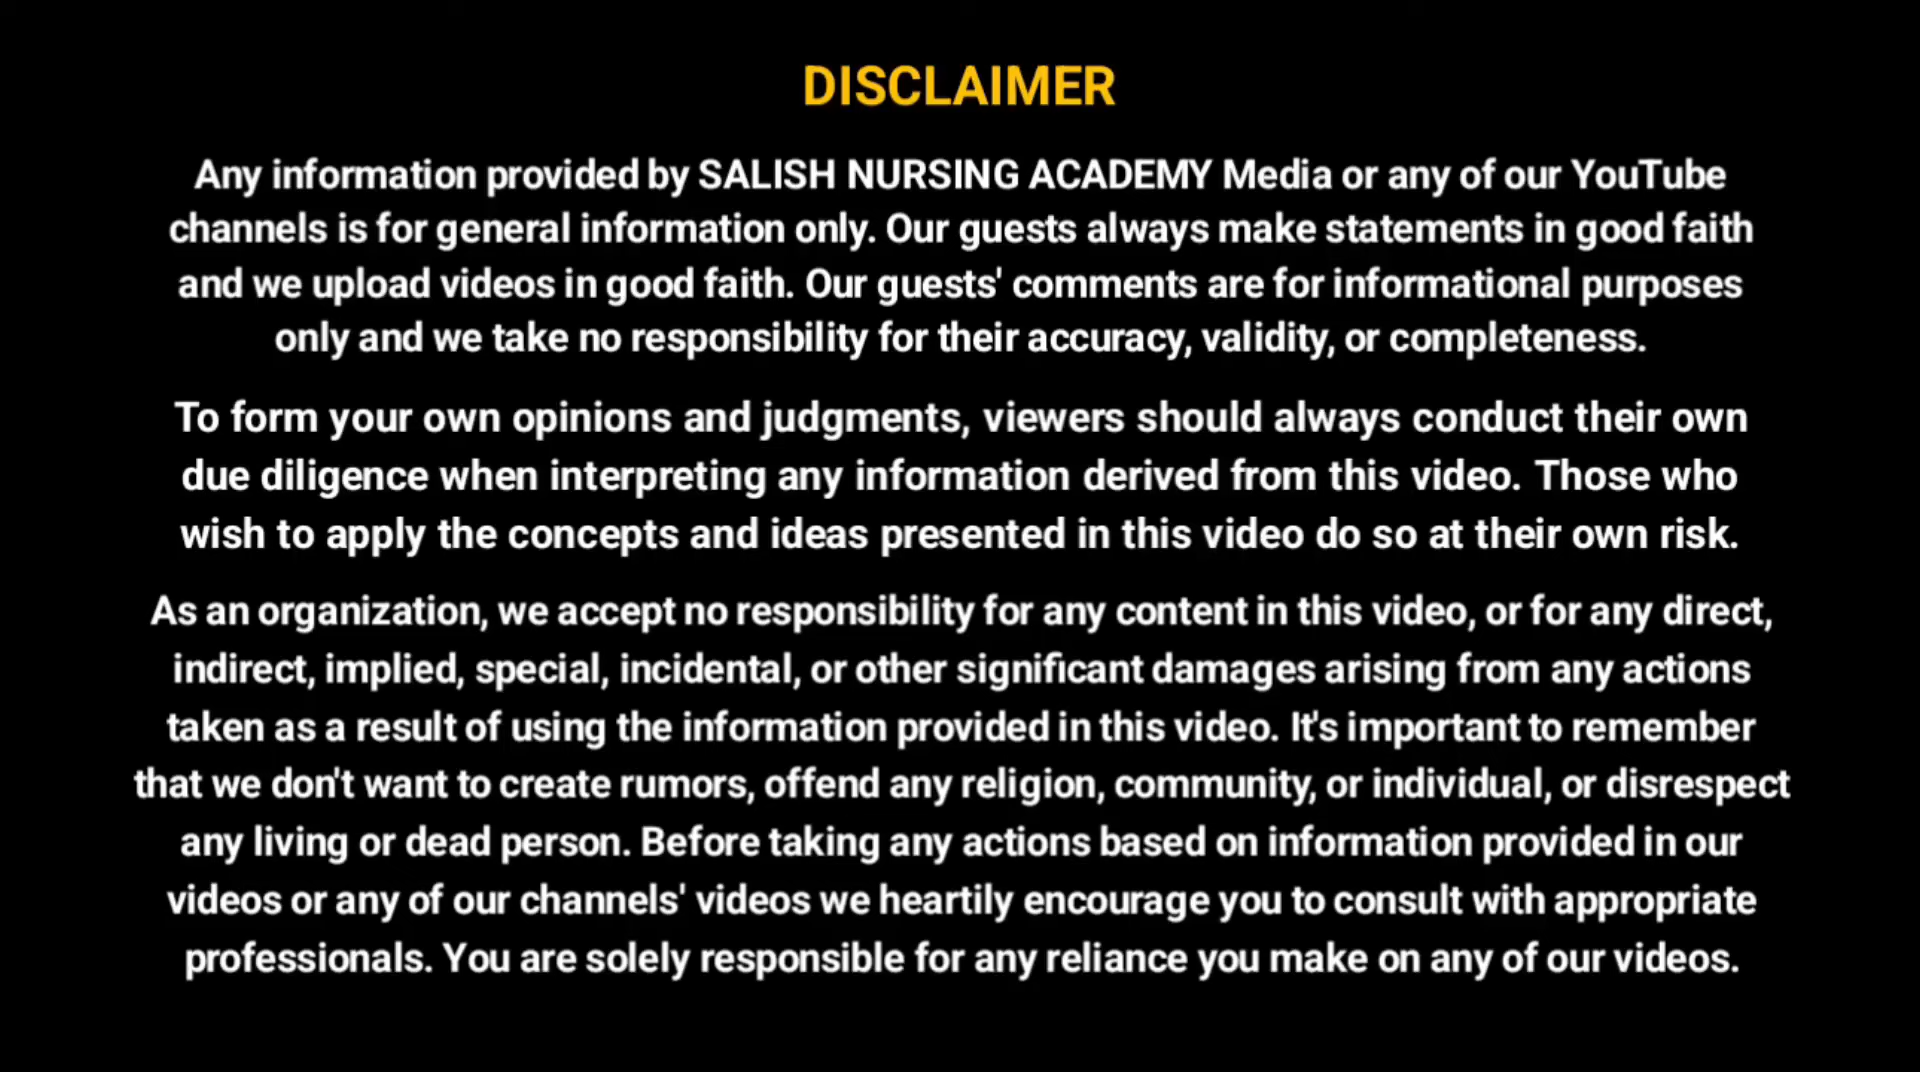 DISCLAIMER
Any information provided by SALISH NURSING ACADEMY Media or any of our YouTube
channels is for general information only. Our guests always make statements in good faith
and we upload videos in good faith. Our guests' comments are for informational purposes
only and we take no responsibility for their accuracy, validity, or completeness.
To form your own opinions and judgments, viewers should always conduct their own
due diligence when interpreting any information derived from this video. Those who
wish to apply the concepts and ideas presented in this video do so at their own risk.
As an organization, we accept no responsibility for any content in this video, or for any direct,
indirect, implied, special, incidental, or other significant damages arising from any actions
taken as a result of using the information provided in this video. It's important to remember
that we don't want to create rumors, offend any religion, community, or individual, or disrespect
any living or dead person. Before taking any actions based on information provided in our
videos or any of our channels' videos we heartily encourage you to consult with appropriate
professionals. You are solely responsible for any reliance you make on any of our videos.